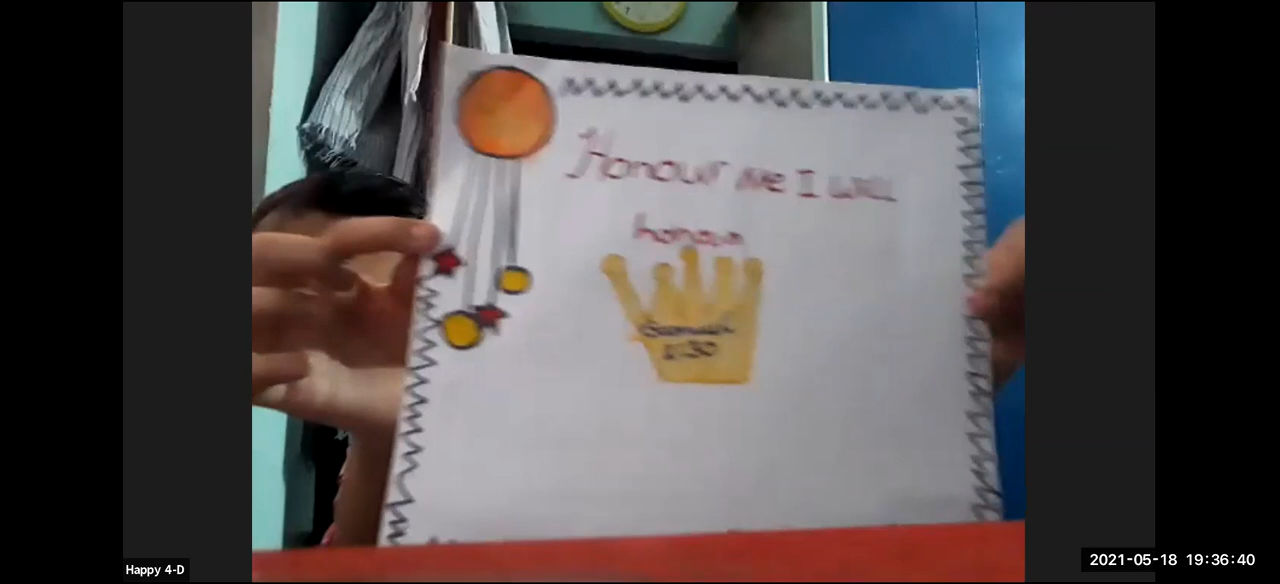 Honour me I will
honour
Samuel
2:30
Happy 4-D
2021-05-18 19:36:40